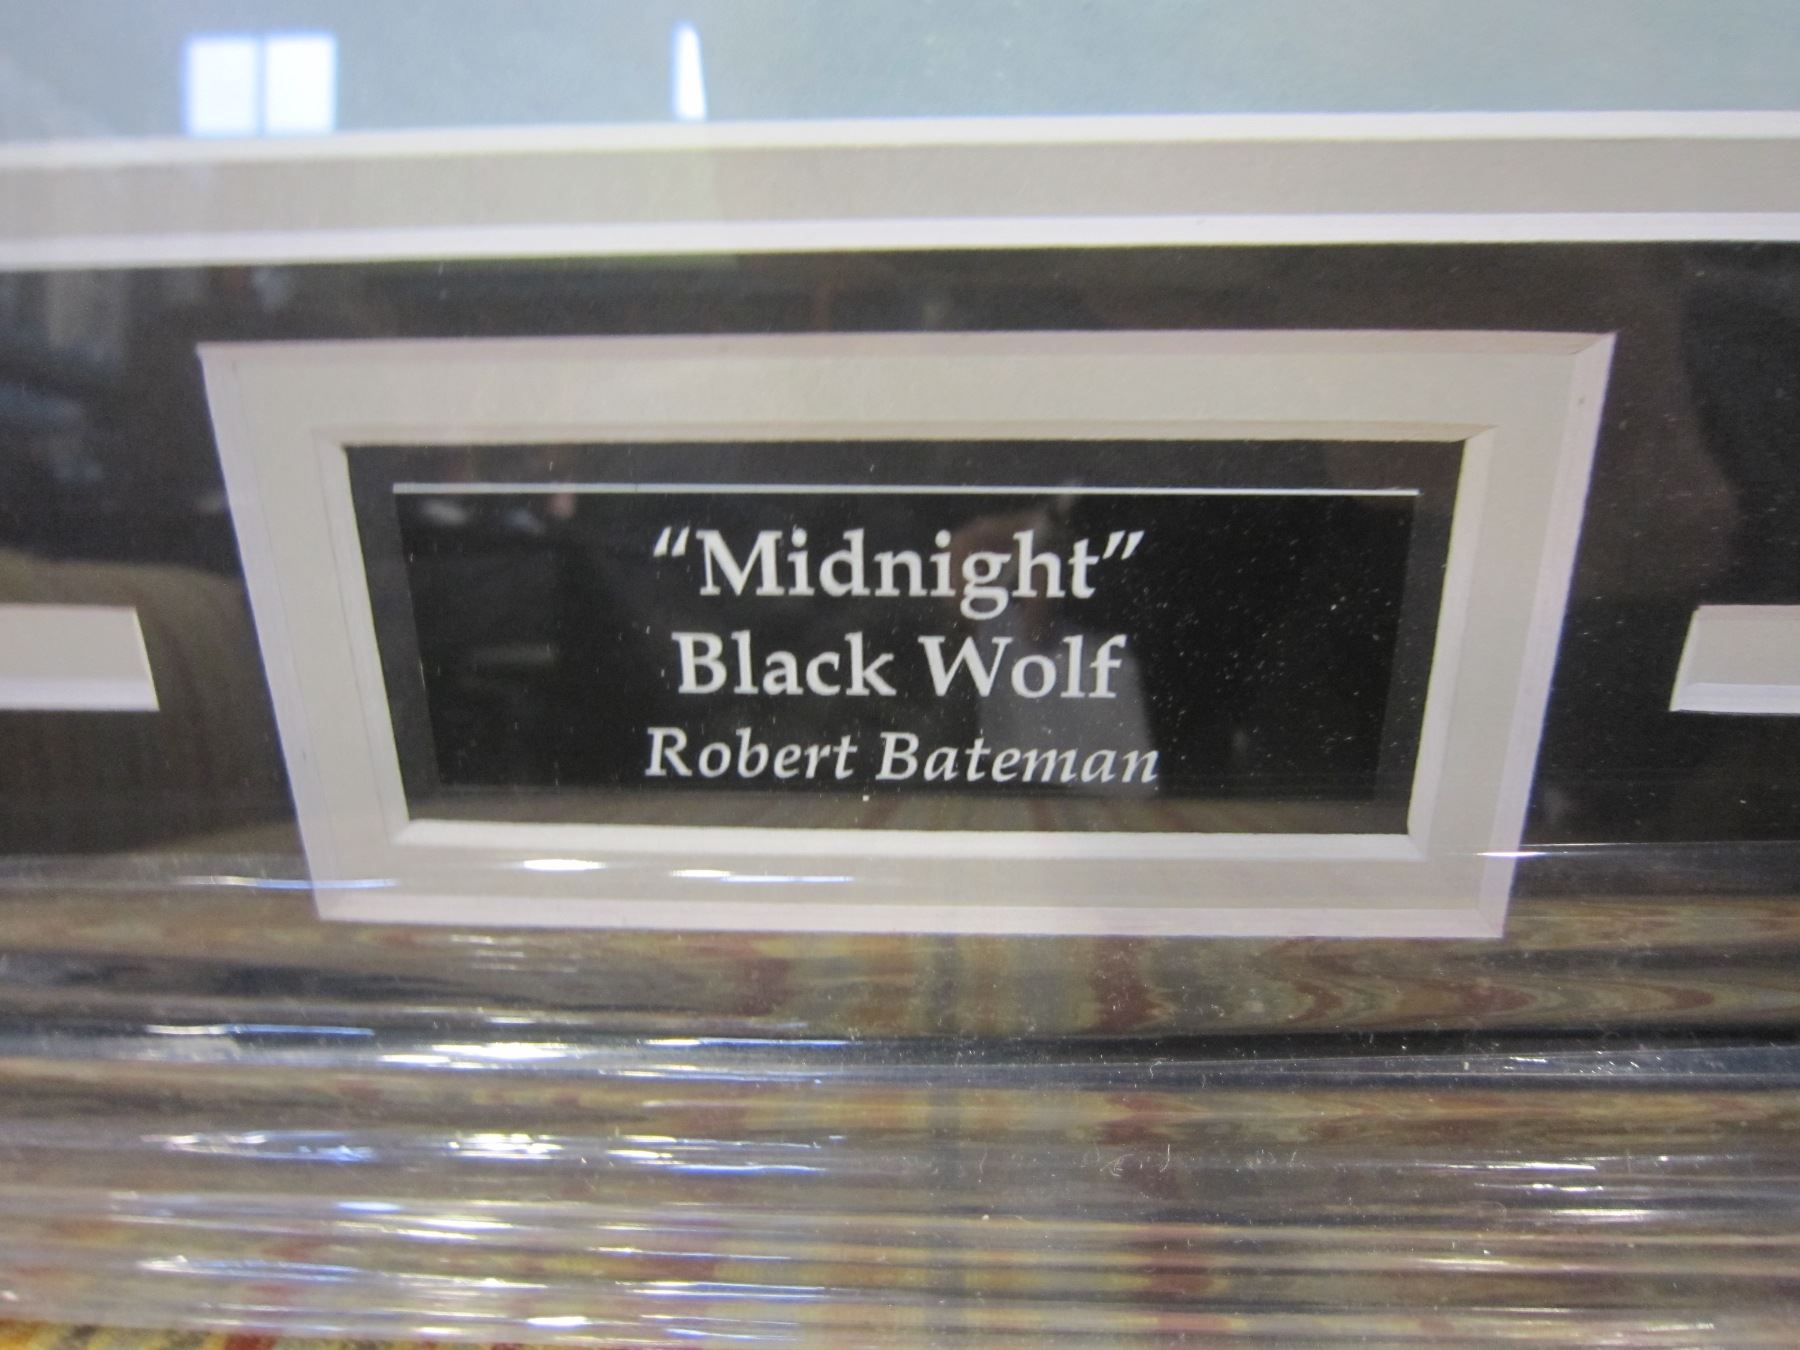 “Midnight”
Black Wolf
Robert Bateman